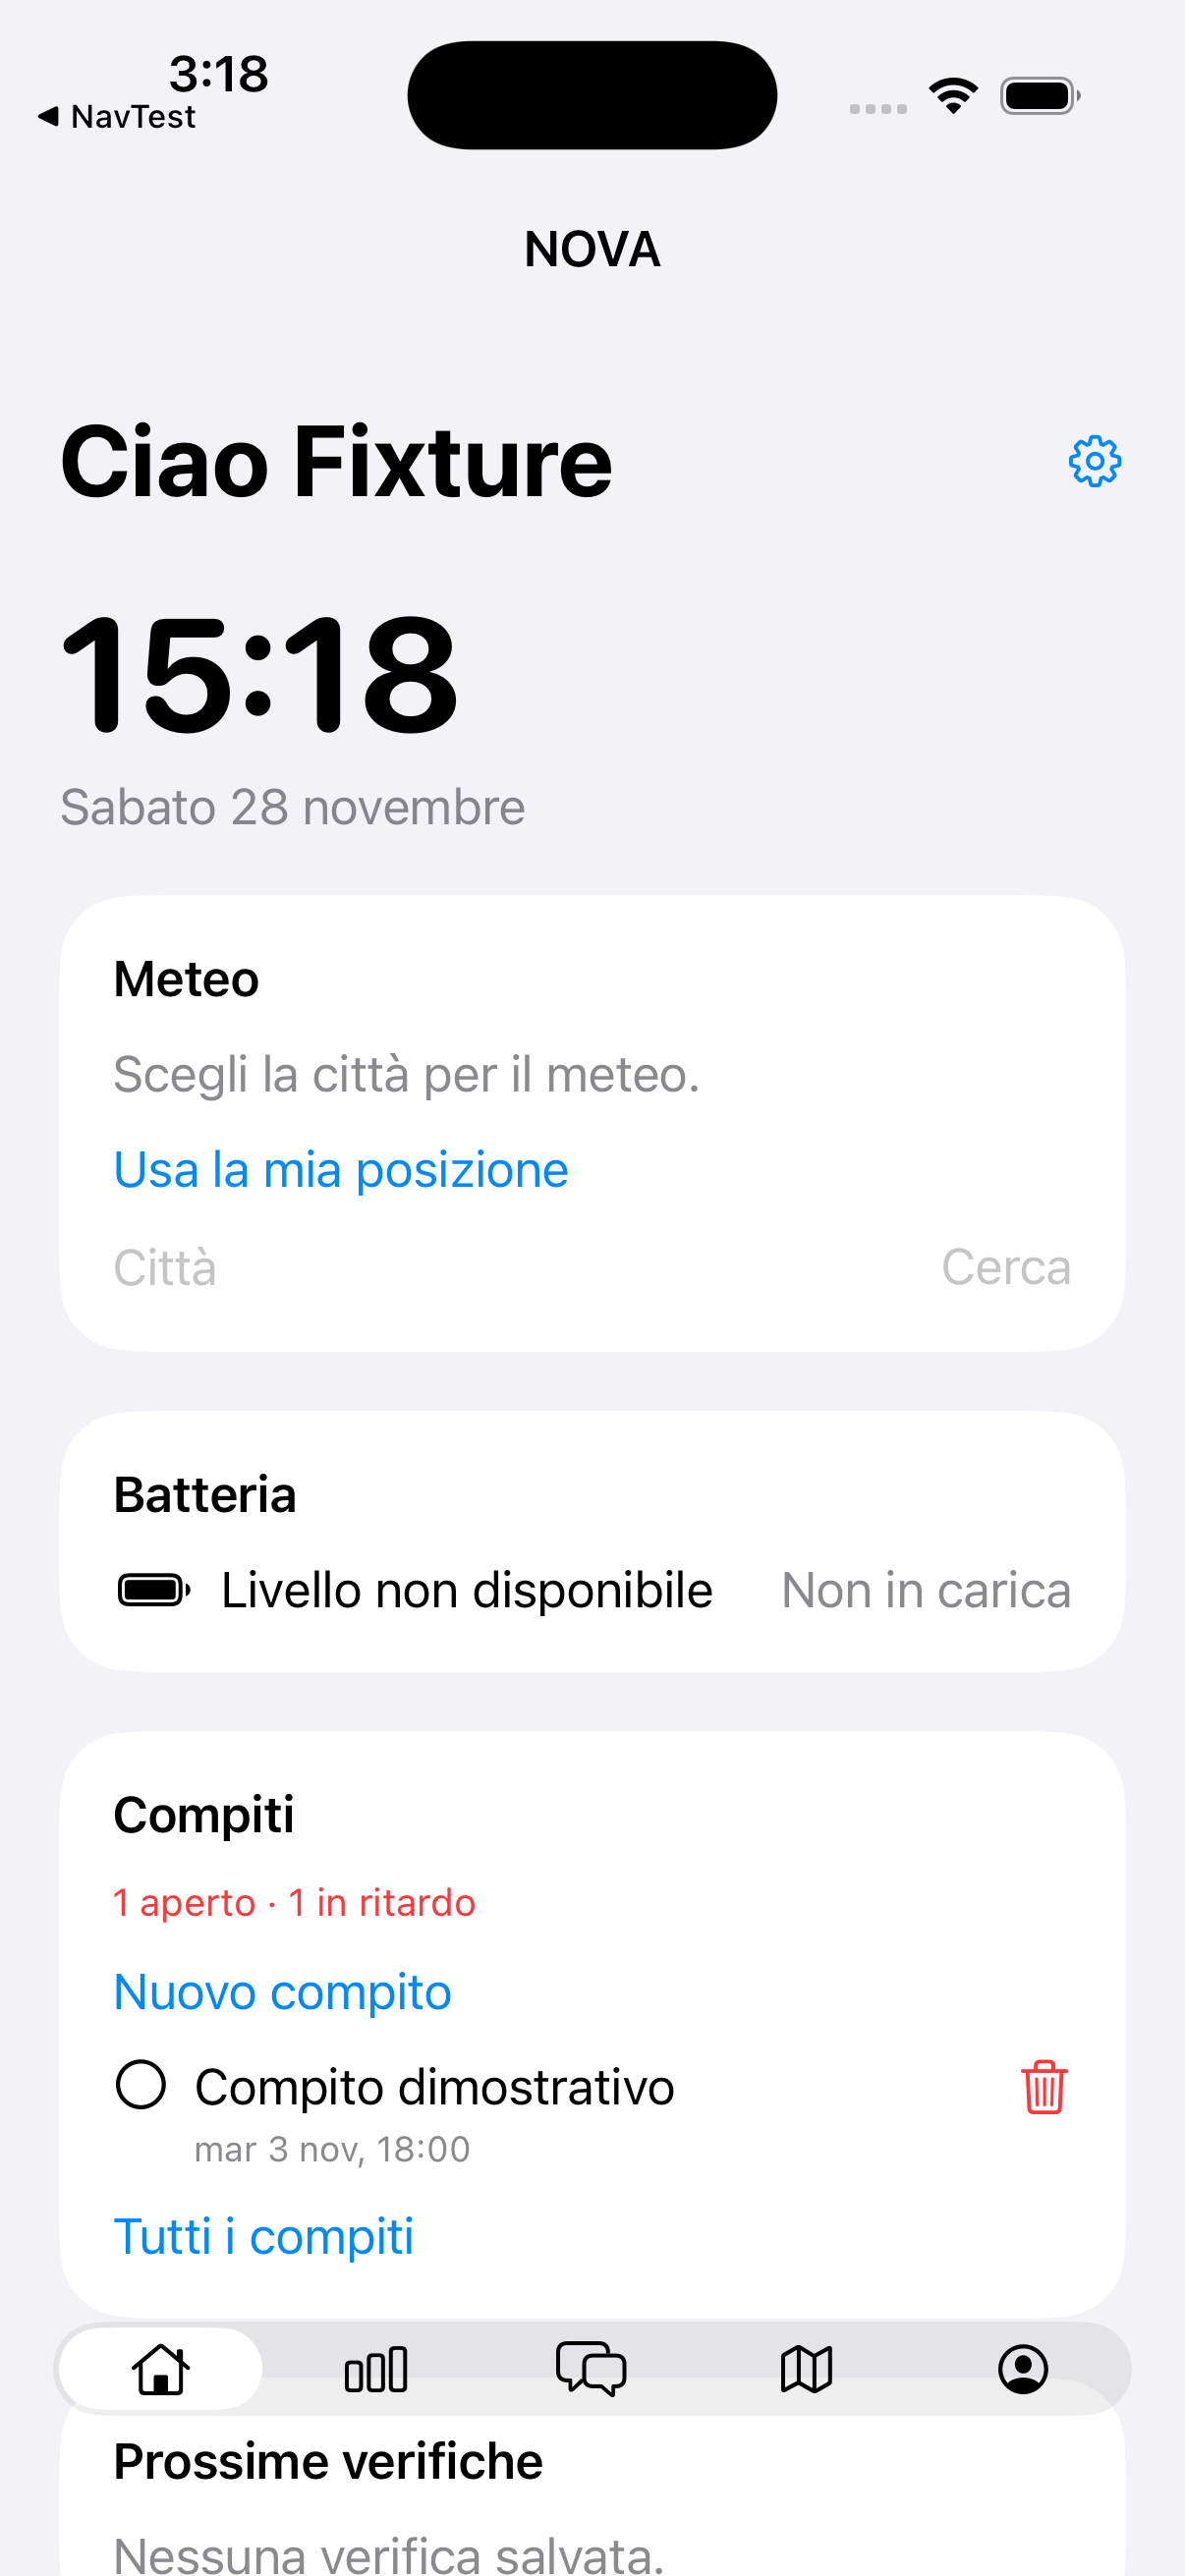 3:18
◀ NavTest
NOVA
Ciao Fixture
15:18
Sabato 28 novembre
Meteo
Scegli la città per il meteo.
Usa la mia posizione
Città Cerca
Batteria
Livello non disponibile Non in carica
Compiti
1 aperto · 1 in ritardo
Nuovo compito
Compito dimostrativo
mar 3 nov, 18:00
Tutti i compiti
Prossime verifiche
Nessuna verifica salvata.